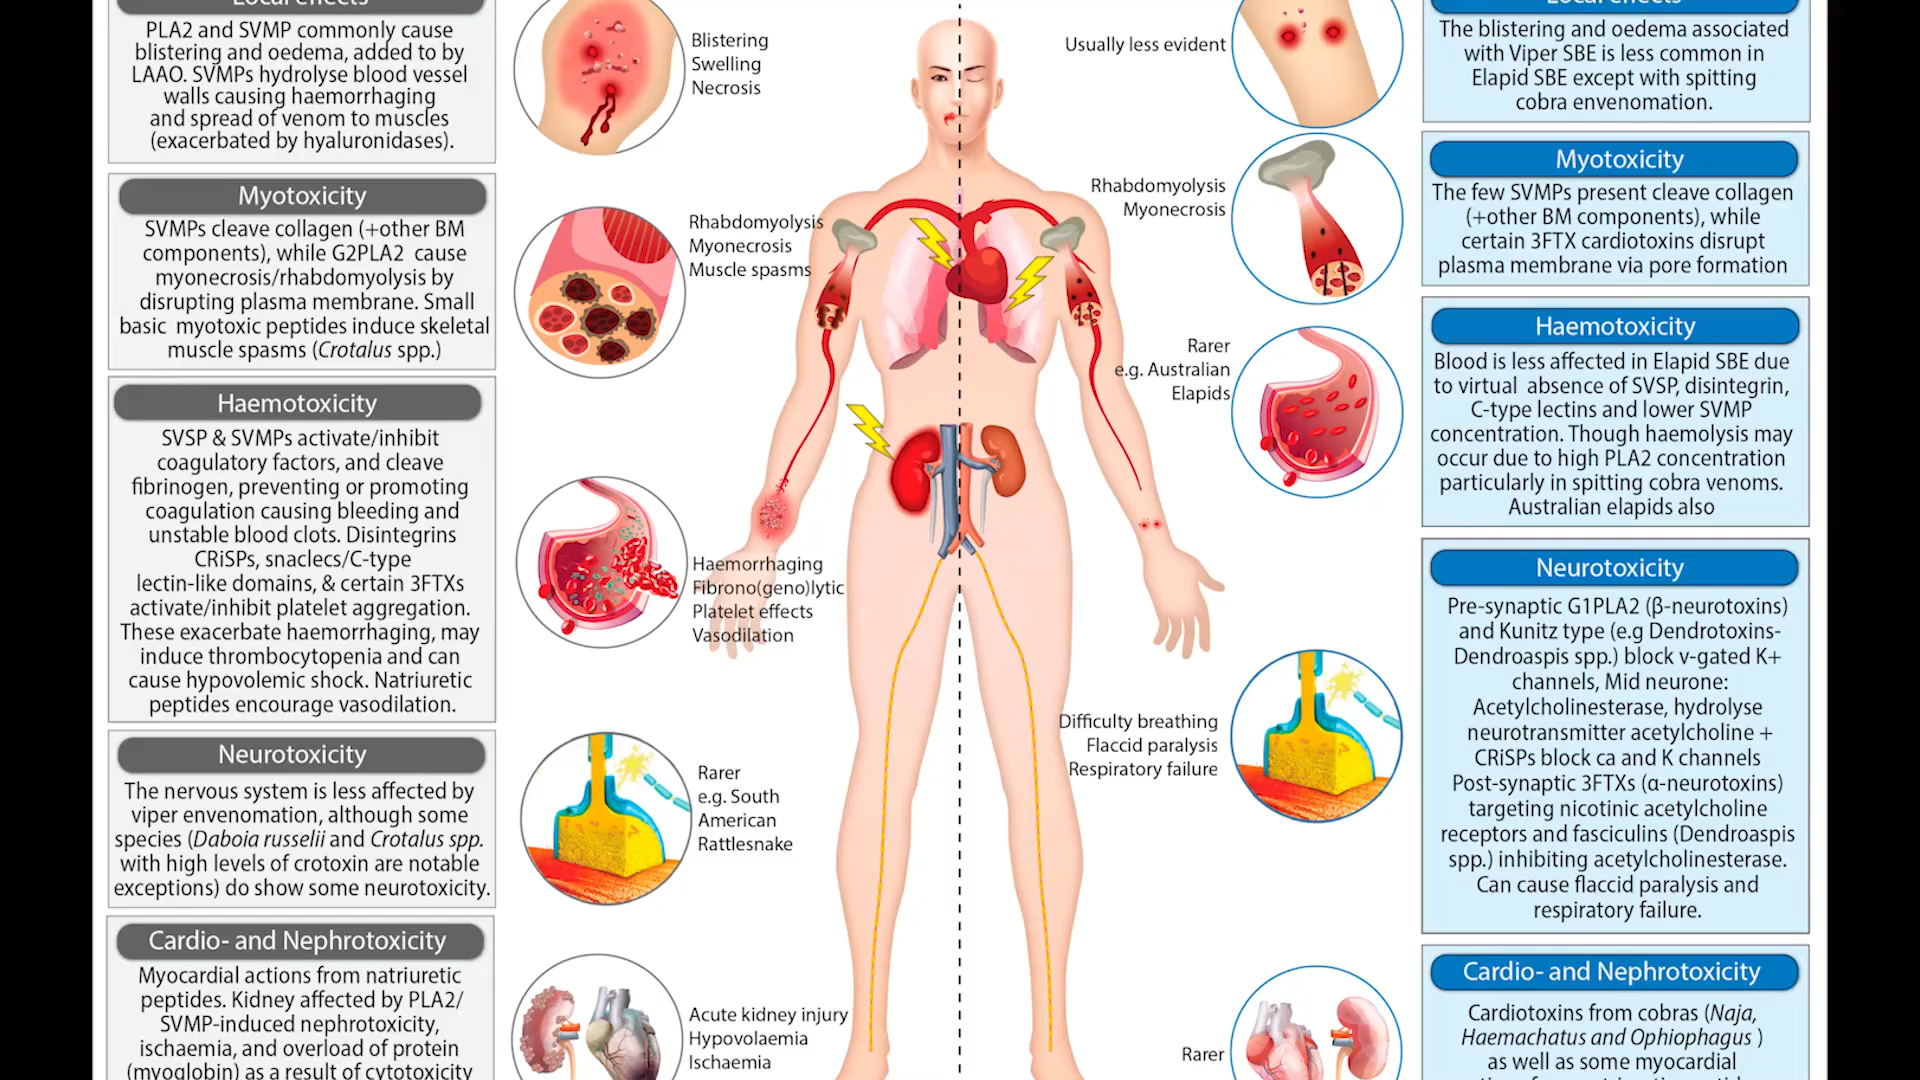 Local effects
PLA2 and SVMP commonly cause
blistering and oedema, added to by
LAAO. SVMPs hydrolyse blood vessel
walls causing haemorrhaging
and spread of venom to muscles
(exacerbated by hyaluronidases).
Myotoxicity
SVMPs cleave collagen (+other BM
components), while G2PLA2 cause
myonecrosis/rhabdomyolysis by
disrupting plasma membrane. Small
basic myotoxic peptides induce skeletal
muscle spasms (Crotalus spp.)
Haemotoxicity
SVSP & SVMPs activate/inhibit
coagulatory factors, and cleave
fibrinogen, preventing or promoting
coagulation causing bleeding and
unstable blood clots. Disintegrins
CRiSPs, snaclecs/C-type
lectin-like domains, & certain 3FTXs
activate/inhibit platelet aggregation.
These exacerbate haemorrhaging, may
induce thrombocytopenia and can
cause hypovolemic shock. Natriuretic
peptides encourage vasodilation.
Neurotoxicity
The nervous system is less affected by
viper envenomation, although some
species (Daboia russelii and Crotalus spp.
with high levels of crotoxin are notable
exceptions) do show some neurotoxicity.
Cardio- and Nephrotoxicity
Myocardial actions from natriuretic
peptides. Kidney affected by PLA2/
SVMP-induced nephrotoxicity,
ischaemia, and overload of protein
(myoglobin) as a result of cytotoxicity
Blistering
Swelling
Necrosis
Rhabdomyolysis
Myonecrosis
Muscle spasms
Haemorrhaging
Fibrono(geno)lytic
Platelet effects
Vasodilation
Rarer
e.g. South
American
Rattlesnake
Acute kidney injury
Hypovolaemia
Ischaemia
Usually less evident
Rhabdomyolysis
Myonecrosis
Rarer
e.g. Australian
Elapids
Difficulty breathing
Flaccid paralysis
Respiratory failure
Rarer
Local effects
The blistering and oedema associated
with Viper SBE is less common in
Elapid SBE except with spitting
cobra envenomation.
Myotoxicity
The few SVMPs present cleave collagen
(+other BM components), while
certain 3FTX cardiotoxins disrupt
plasma membrane via pore formation
Haemotoxicity
Blood is less affected in Elapid SBE due
to virtual absence of SVSP, disintegrin,
C-type lectins and lower SVMP
concentration. Though haemolysis may
occur due to high PLA2 concentration
particularly in spitting cobra venoms.
Australian elapids also
Neurotoxicity
Pre-synaptic G1PLA2 (β-neurotoxins)
and Kunitz type (e.g Dendrotoxins-
Dendroaspis spp.) block v-gated K+
channels, Mid neurone:
Acetylcholinesterase, hydrolyse
neurotransmitter acetylcholine +
CRiSPs block ca and K channels
Post-synaptic 3FTXs (α-neurotoxins)
targeting nicotinic acetylcholine
receptors and fasciculins (Dendroaspis
spp.) inhibiting acetylcholinesterase.
Can cause flaccid paralysis and
respiratory failure.
Cardio- and Nephrotoxicity
Cardiotoxins from cobras (Naja,
Haemachatus and Ophiophagus )
as well as some myocardial